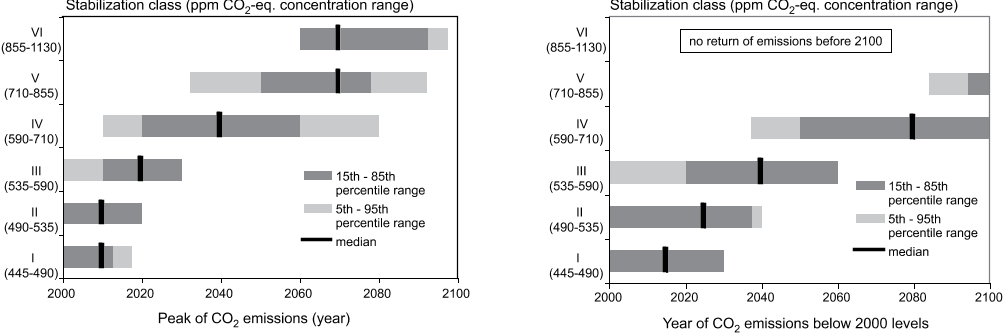 Stabilization class (ppm CO2-eq. concentration range)
VI
(855-1130)
V
(710-855)
IV
(590-710)
III
(535-590)
II
(490-535)
I
(445-490)
15th - 85th
percentile range
5th - 95th
percentile range
median
2000 2020 2040 2060 2080 2100
Peak of CO2 emissions (year)
Stabilization class (ppm CO2-eq. concentration range)
VI
(855-1130)
no return of emissions before 2100
V
(710-855)
IV
(590-710)
III
(535-590)
II
(490-535)
I
(445-490)
15th - 85th
percentile range
5th - 95th
percentile range
median
2000 2020 2040 2060 2080 2100
Year of CO2 emissions below 2000 levels